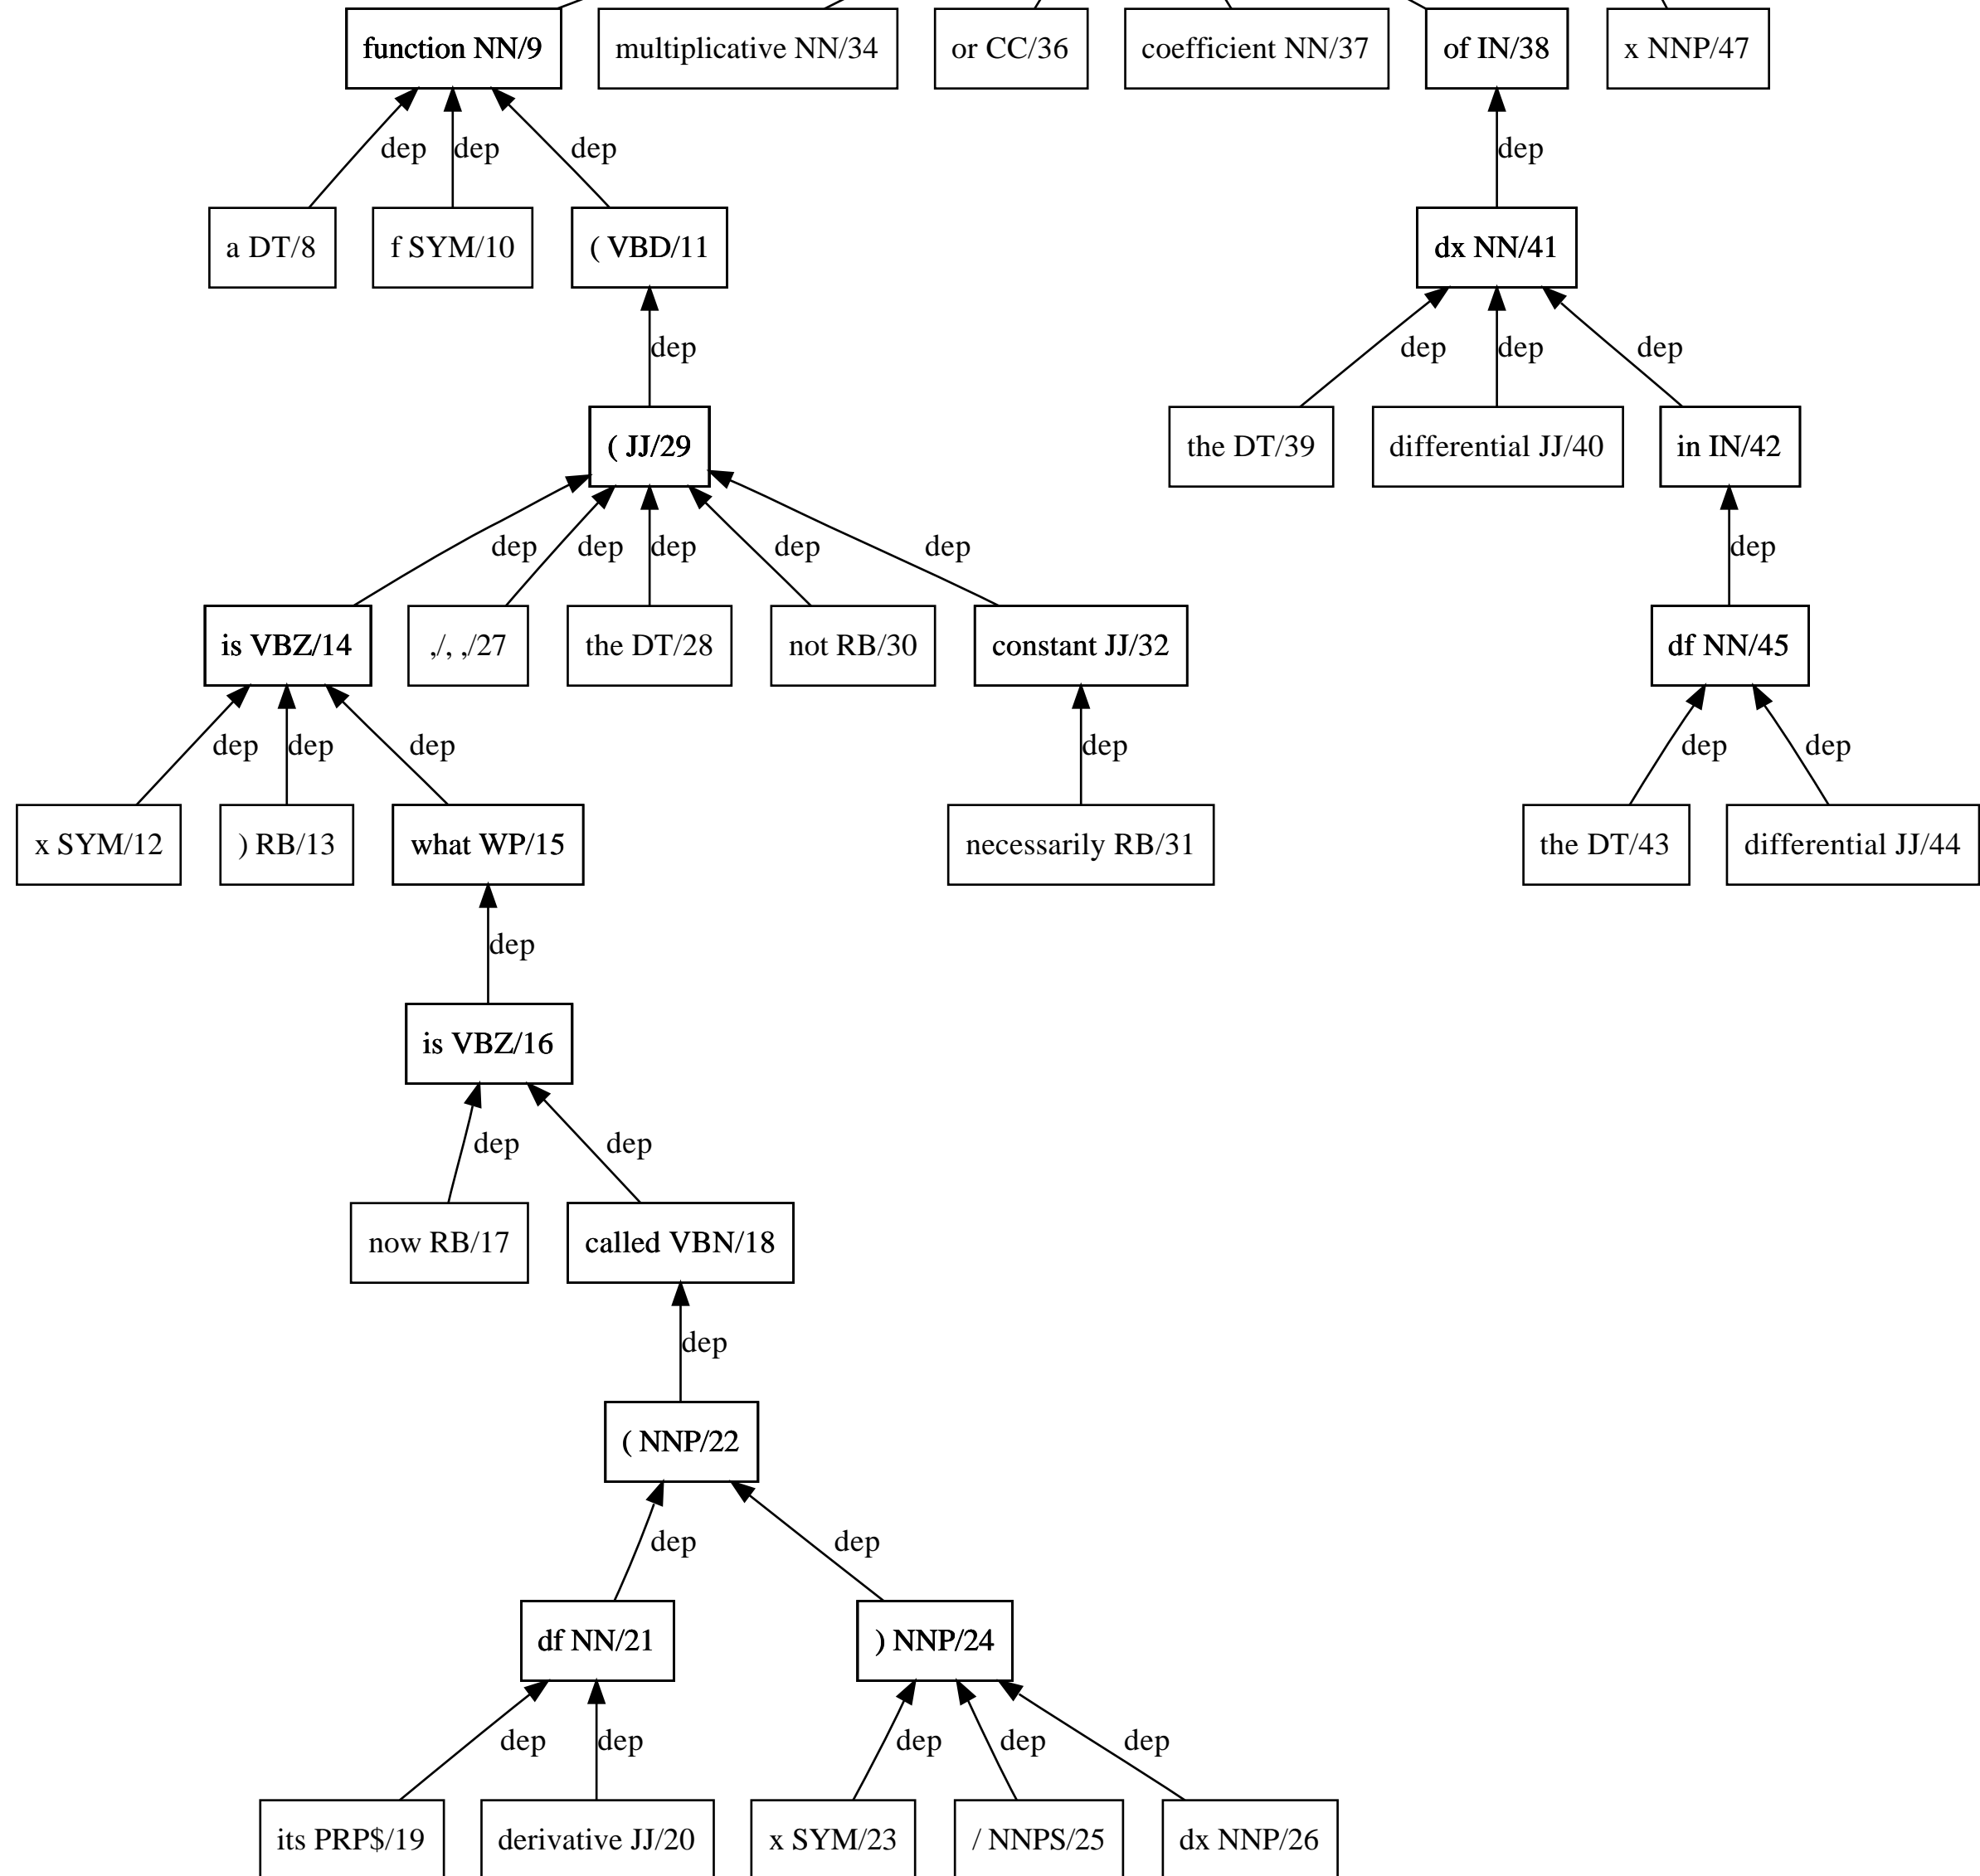 function NN/9 multiplicative NN/34 or CC/36 coefficient NN/37 of IN/38 x NNP/47
dep dep dep dep
a DT/8 f SYM/10 ( VBD/11 dx NN/41
dep dep dep dep
( JJ/29 the DT/39 differential JJ/40 in IN/42
dep dep dep dep dep dep
is VBZ/14 ,/, ,/27 the DT/28 not RB/30 constant JJ/32 df NN/45
dep dep dep dep dep dep
x SYM/12 ) RB/13 what WP/15 necessarily RB/31 the DT/43 differential JJ/44
dep
is VBZ/16
dep dep
now RB/17 called VBN/18
dep
( NNP/22
dep dep
df NN/21 ) NNP/24
dep dep dep dep dep
its PRP$/19 derivative JJ/20 x SYM/23 / NNPS/25 dx NNP/26